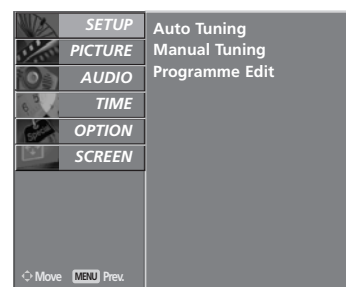 SETUP
PICTURE
AUDIO
TIME
OPTION
SCREEN
Auto Tuning
Manual Tuning
Programme Edit
Move MENU Prev.